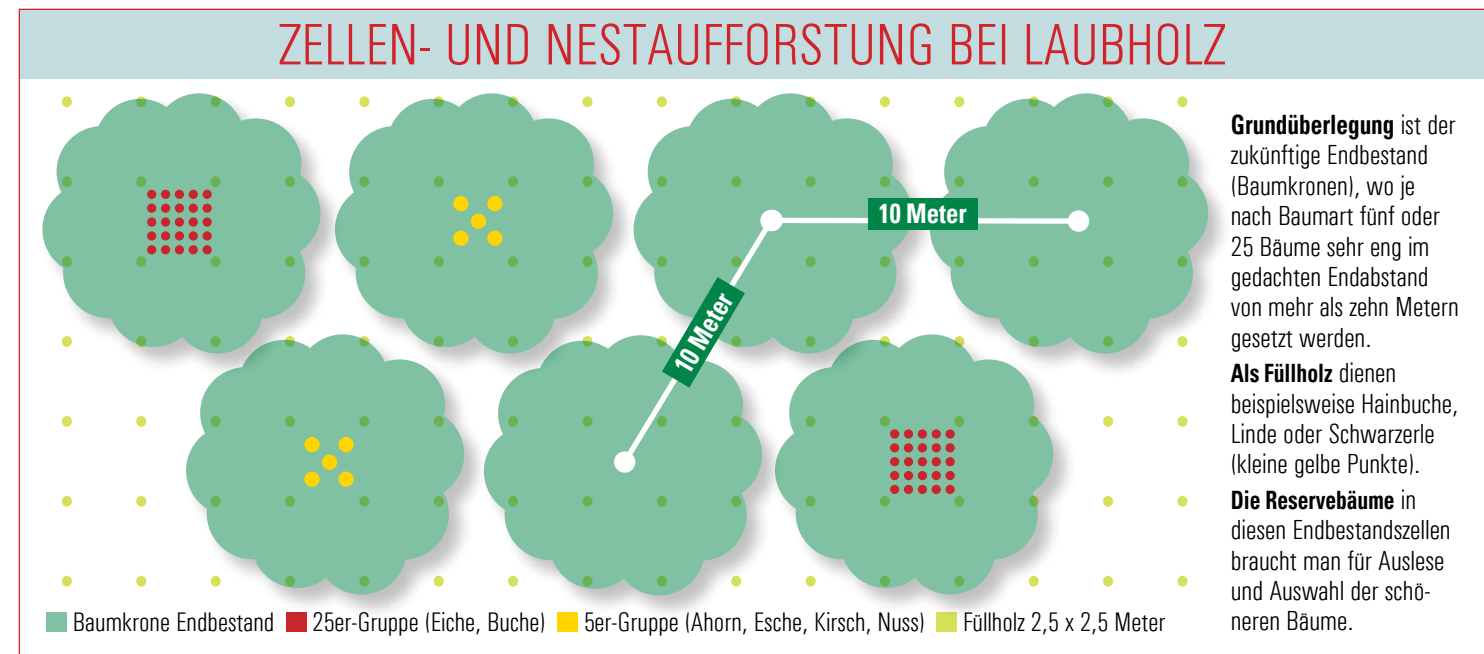 ZELLEN- UND NESTAUFFORSTUNG BEI LAUBHOLZ
10 Meter
10 Meter
Grundüberlegung ist der
zukünftige Endbestand
(Baumkronen), wo je
nach Baumart fünf oder
25 Bäume sehr eng im
gedachten Endabstand
von mehr als zehn Metern
gesetzt werden.
Als Füllholz dienen
beispielsweise Hainbuche,
Linde oder Schwarzerle
(kleine gelbe Punkte).
Die Reservebäume in
diesen Endbestandszellen
braucht man für Auslese
und Auswahl der schö-
neren Bäume.
Baumkrone Endbestand 25er-Gruppe (Eiche, Buche) 5er-Gruppe (Ahorn, Esche, Kirsch, Nuss) Füllholz 2,5 x 2,5 Meter